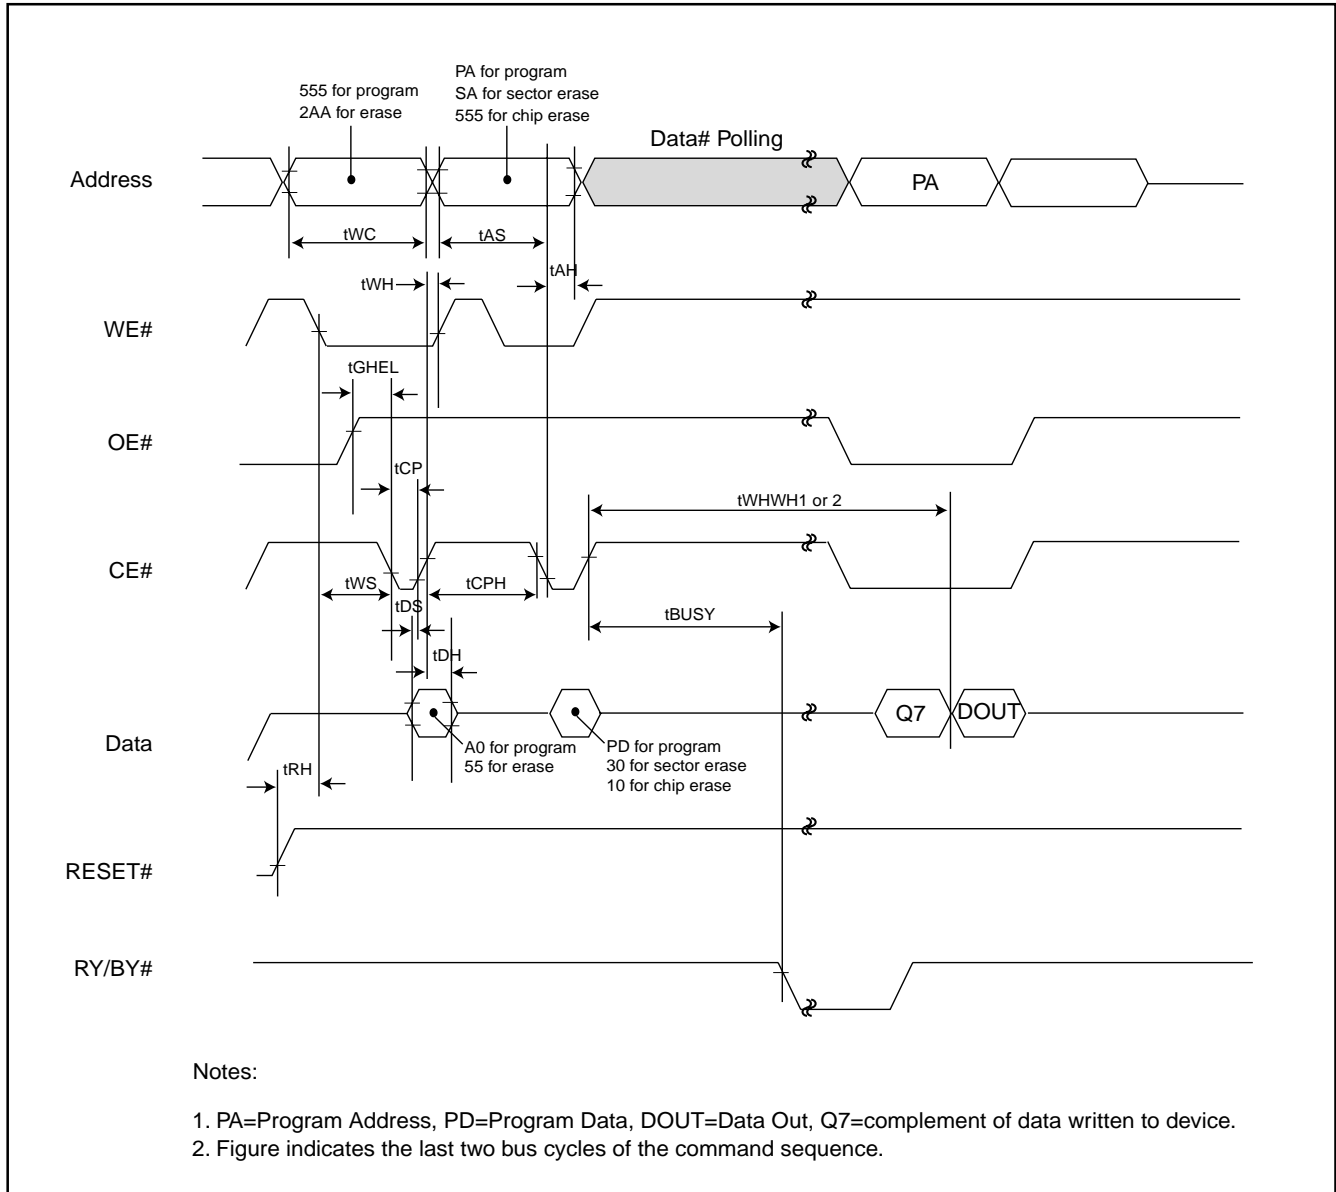 555 for program
2AA for erase
PA for program
SA for sector erase
555 for chip erase
Data# Polling
Address
PA
tWC
tAS
tAH
tWH
WE#
tGHEL
OE#
tCP
tWHWH1 or 2
CE#
tWS
tCPH
tDS
tBUSY
tDH
Q7
DOUT
Data
A0 for program
55 for erase
PD for program
30 for sector erase
10 for chip erase
tRH
RESET#
RY/BY#
Notes:
1. PA=Program Address, PD=Program Data, DOUT=Data Out, Q7=complement of data written to device.
2. Figure indicates the last two bus cycles of the command sequence.